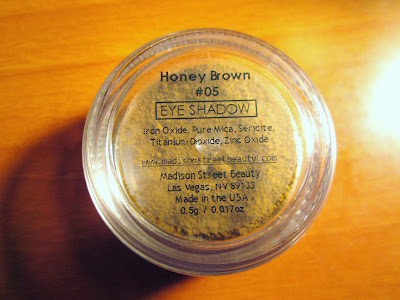 Honey Brown
#05
EYE SHADOW
Iron Oxide, Pure Mica, Sericite,
Titanium Dioxide, Zinc Oxide
www.madisonstreetbeauty.com
Madison Street Beauty
Las Vegas, NV 89133
Made in the USA
0.5g / 0.017oz